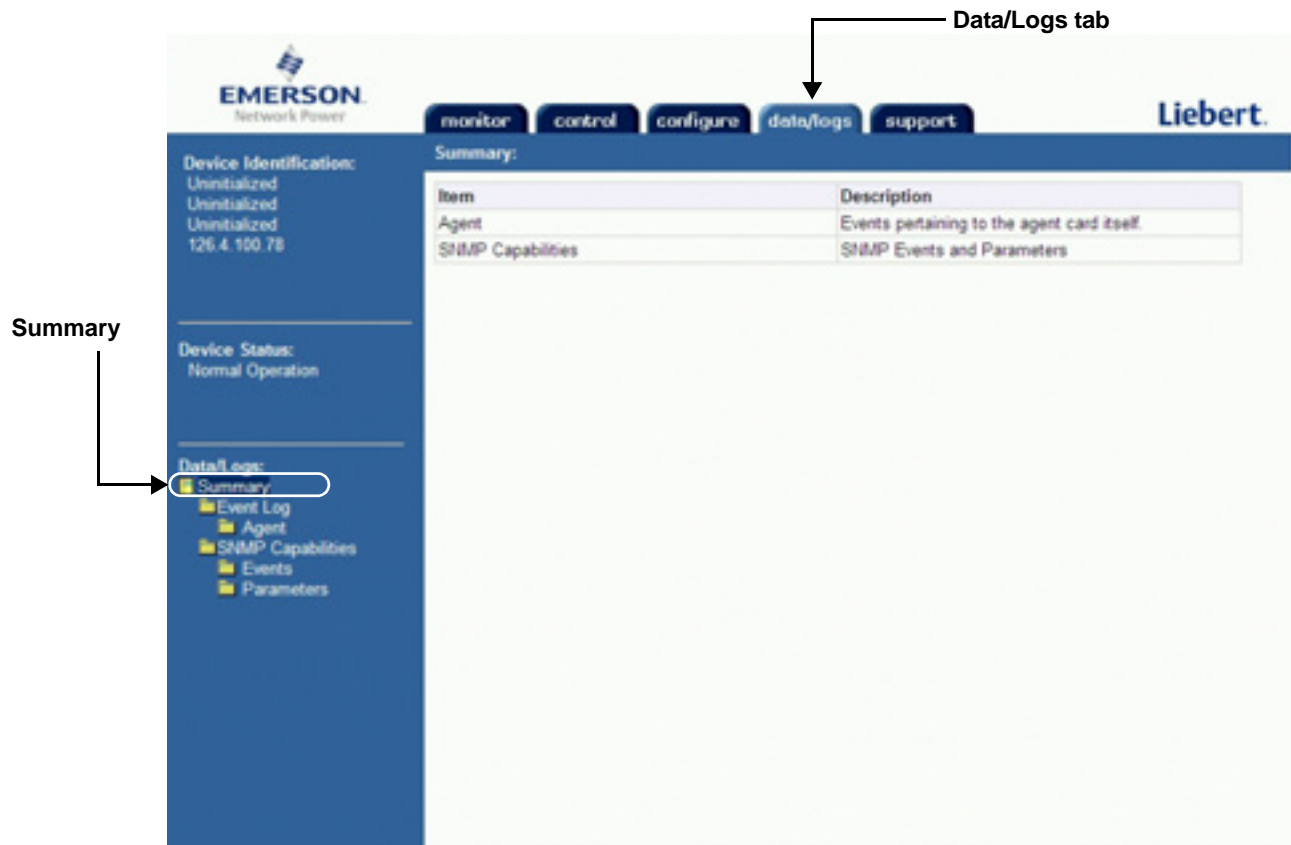 Data/Logs tab
EMERSON.
Network Power
monitor control configure data/logs support
Liebert.
Device Identification:
Uninitialized
Uninitialized
Uninitialized
126.4.100.78
Summary:
Item Description
Agent Events pertaining to the agent card itself.
SNMP Capabilities SNMP Events and Parameters
Summary
Device Status:
Normal Operation
Data/Logs:
Summary
Event Log
Agent
SNMP Capabilities
Events
Parameters